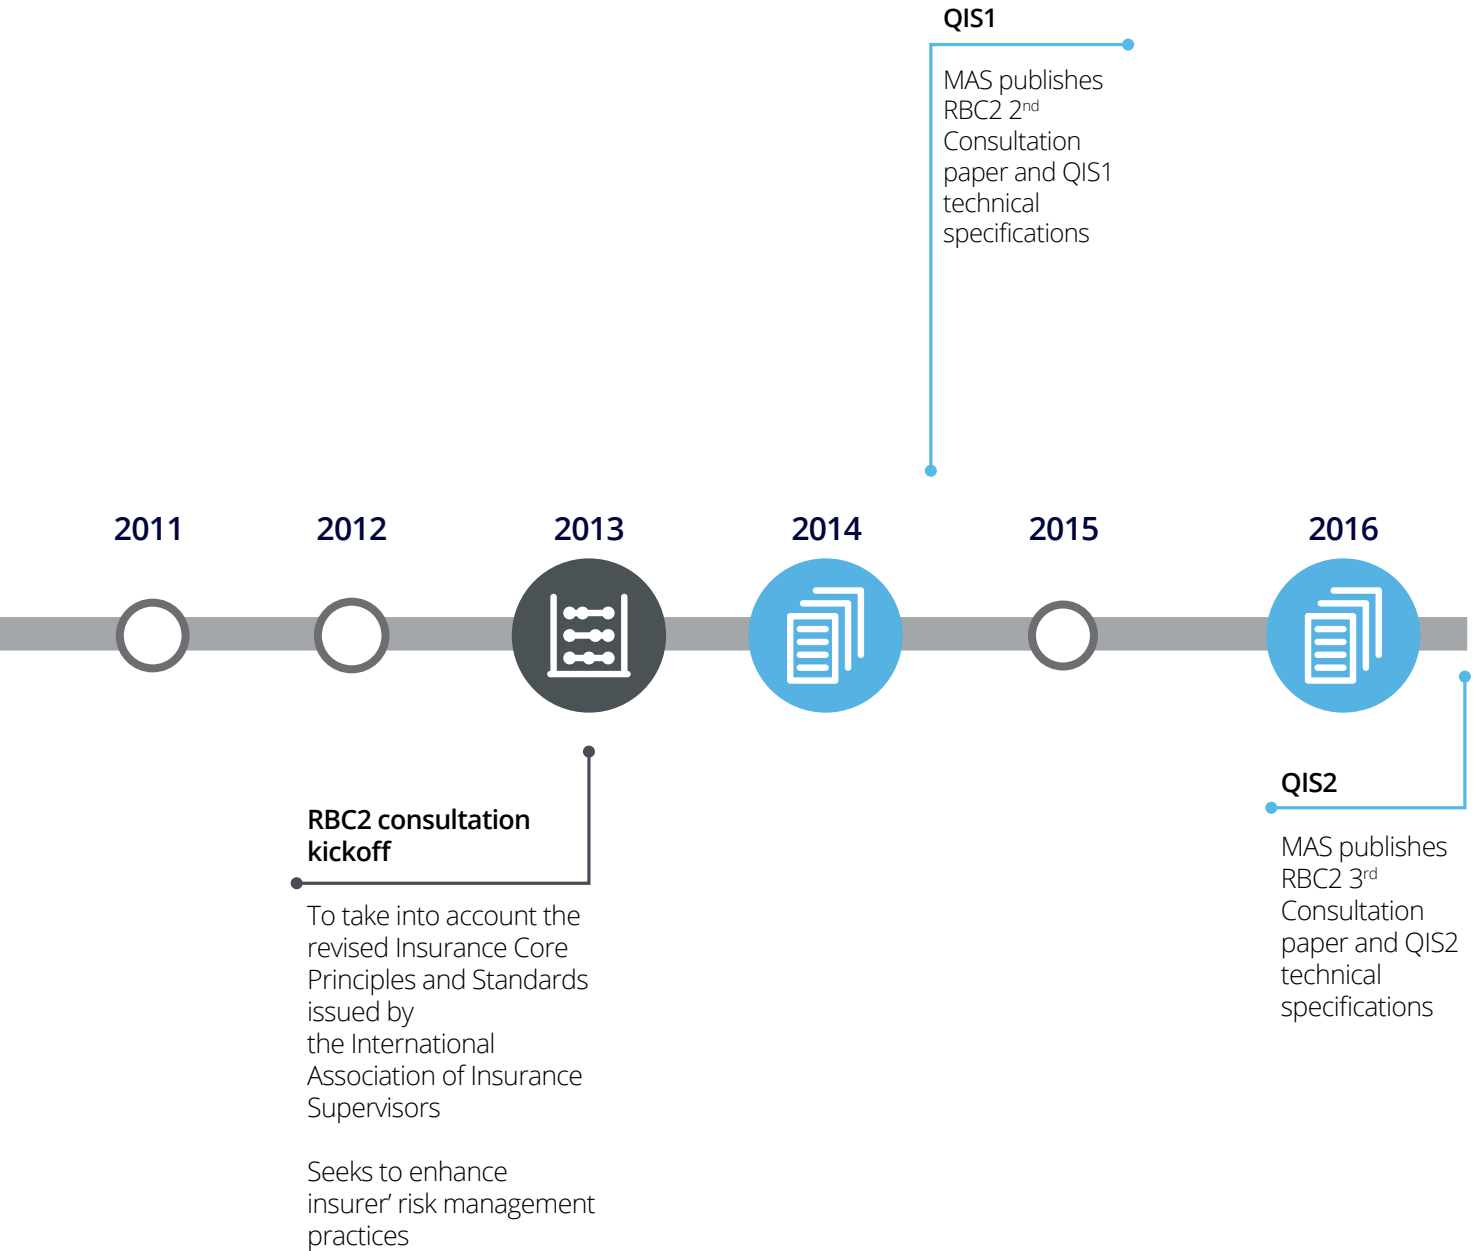 QIS1
MAS publishes
RBC2 2nd
Consultation
paper and QIS1
technical
specifications
2011
2012
2013
2014
2015
2016
RBC2 consultation
kickoff
To take into account the
revised Insurance Core
Principles and Standards
issued by
the International
Association of Insurance
Supervisors
Seeks to enhance
insurer’ risk management
practices
QIS2
MAS publishes
RBC2 3rd
Consultation
paper and QIS2
technical
specifications